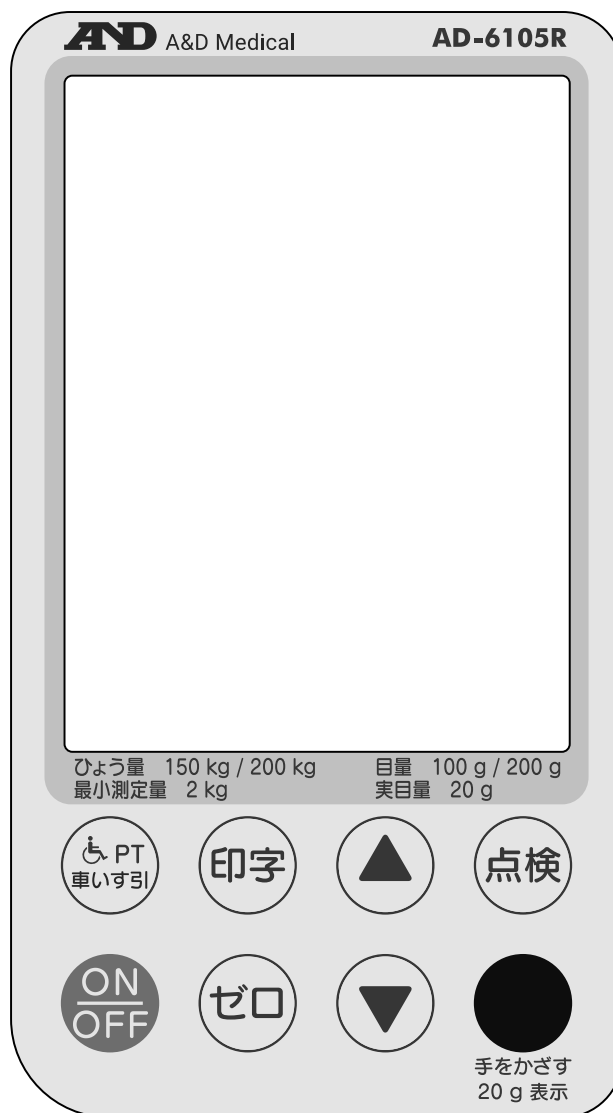 AND A&D Medical AD-6105R
ひょう量 150 kg / 200 kg 目量 100 g / 200 g
最小測定量 2 kg 実目量 20 g
PT
車いす引
印字
点検
ON
OFF
ゼロ
手をかざす
20 g 表示